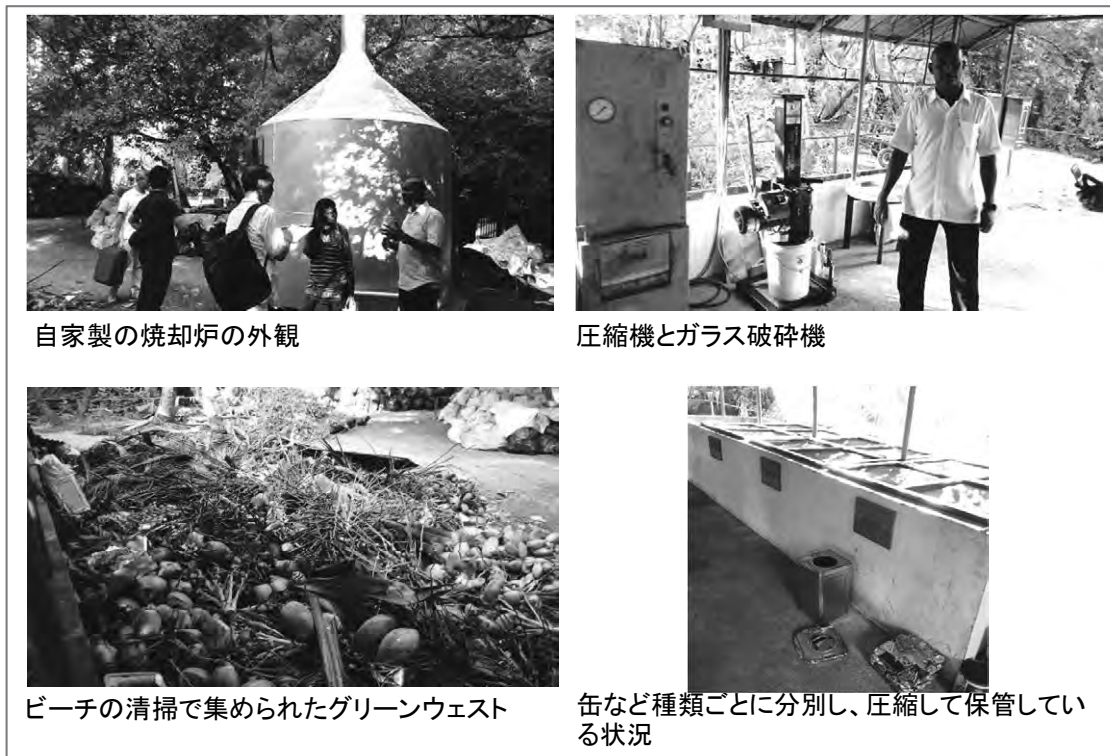 自家製の焼却炉の外観
圧縮機とガラス破砕機
ビーチの清掃で集められたグリーンウェスト
缶など種類ごとに分別し、圧縮して保管してい
る状況